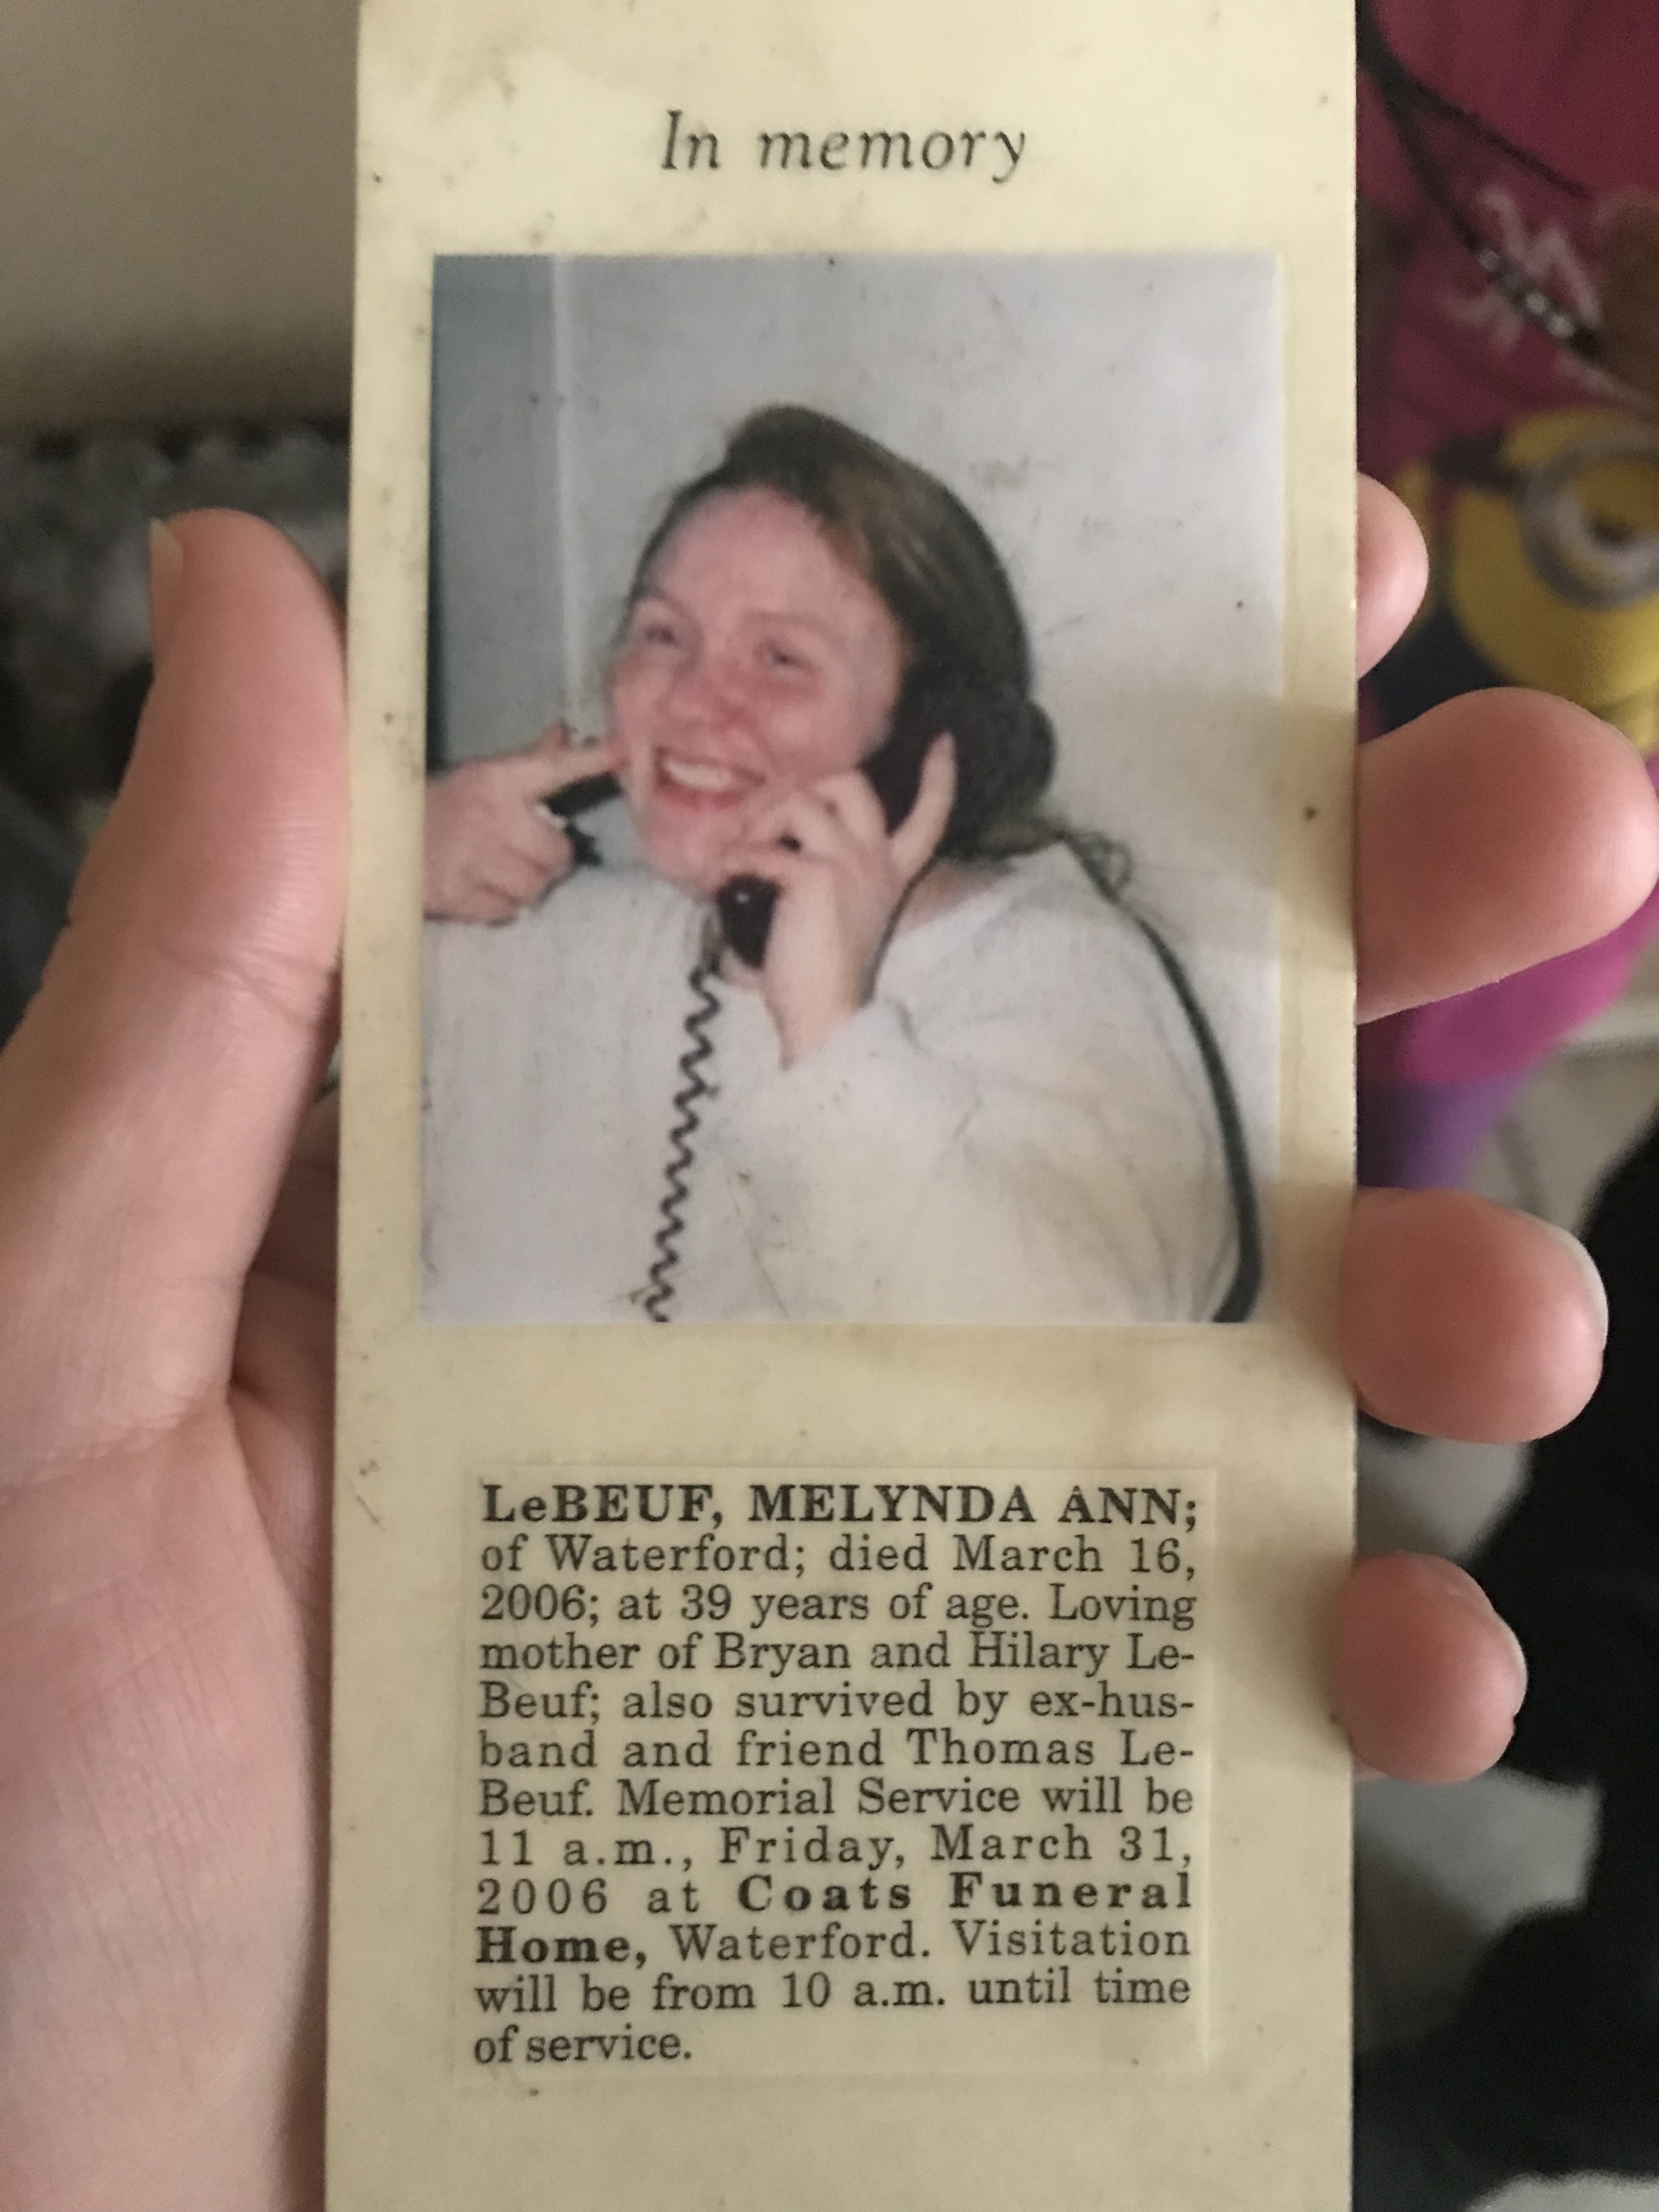 In memory
LeBEUF, MELYNDA ANN;
of Waterford; died March 16,
2006; at 39 years of age. Loving
mother of Bryan and Hilary Le-
Beuf; also survived by ex-hus-
band and friend Thomas Le-
Beuf. Memorial Service will be
11 a.m., Friday, March 31,
2006 at Coats Funeral
Home, Waterford. Visitation
will be from 10 a.m. until time
of service.